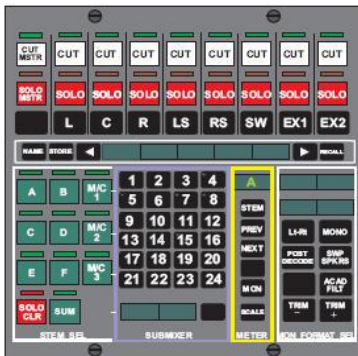 CUT MSTR CUT CUT CUT CUT CUT CUT CUT CUT
SOLO MSTR SOLO SOLO SOLO SOLO SOLO SOLO SOLO SOLO
L C R LS RS SW EX1 EX2
NAME STORE RECALL
A B M/C 1
C D M/C 2
E F M/C 3
SOLO CLR SUM
STEM SEL
1 2 3 4
5 6 7 8
9 10 11 12
13 14 15 16
17 18 19 20
21 22 23 24
SUBMIXER
A
STEM
PREV
NEXT
MCN
SCALE
METER
Lt-Rt MONO
POST DECODE SWP SPKRS
ACAD FILT
TRIM − TRIM +
MON FORMAT SEL